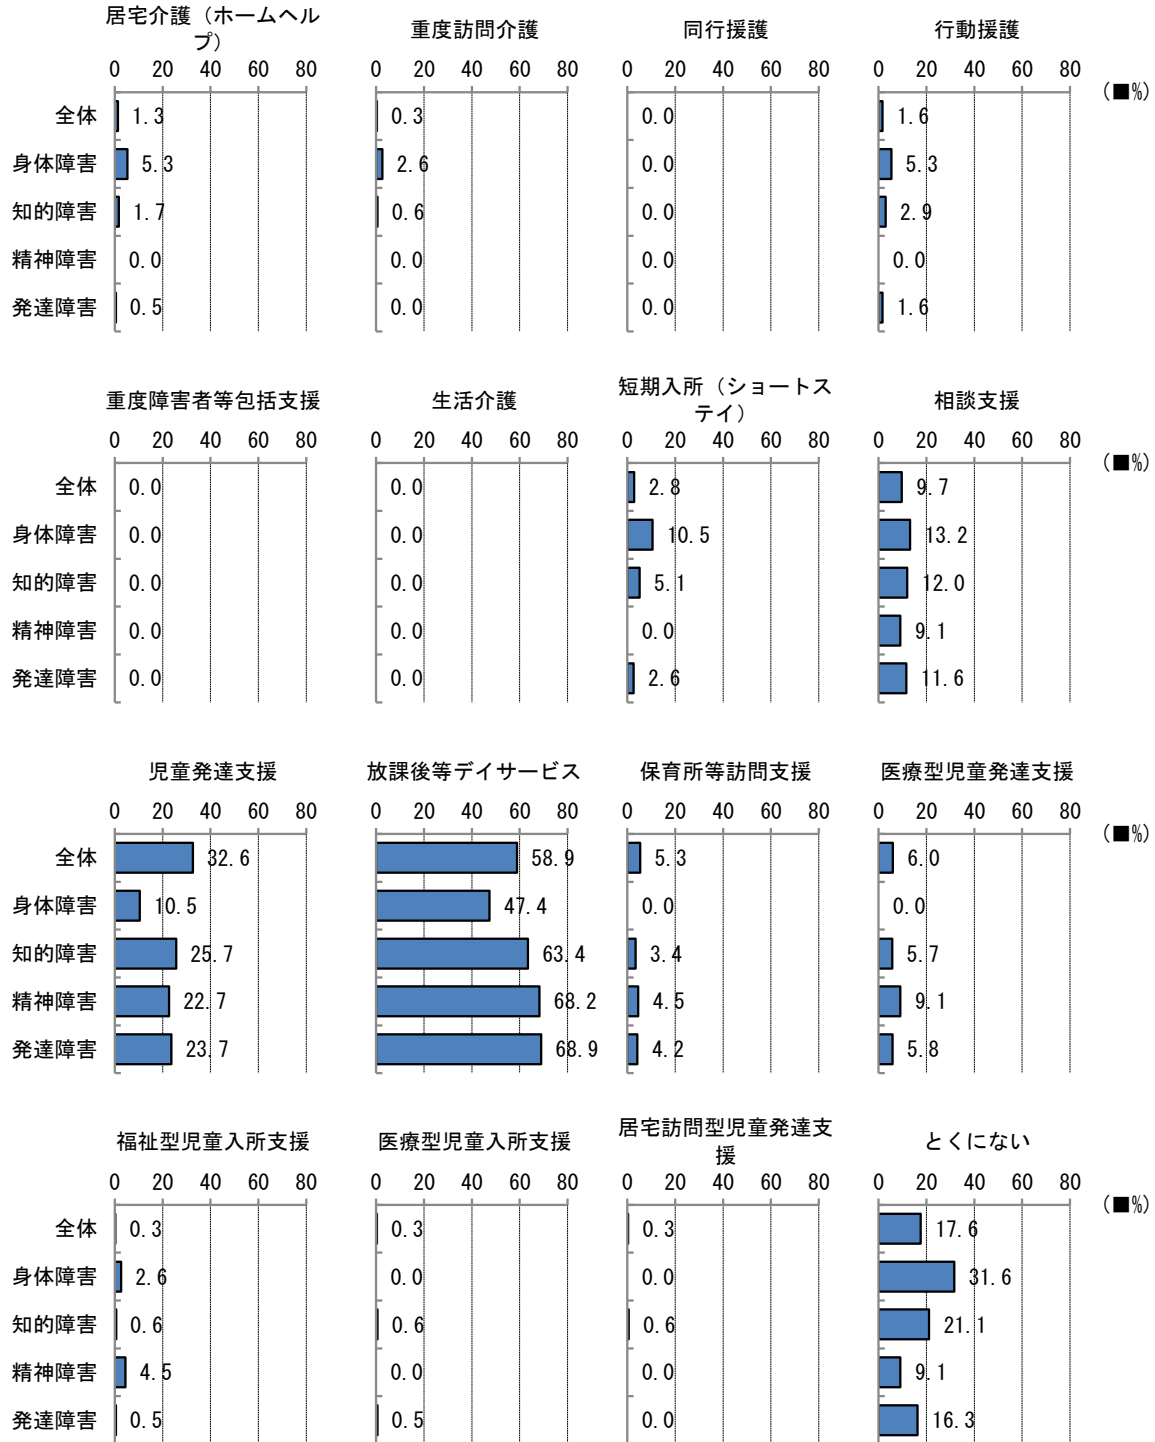 居宅介護（ホームヘル
プ）
重度訪問介護
同行援護
行動援護
0 20 40 60 80
0 20 40 60 80
0 20 40 60 80
0 20 40 60 80
(■%)
全体 1.3 0.3 0.0 1.6
身体障害 5.3 2.6 0.0 5.3
知的障害 1.7 0.6 0.0 2.9
精神障害 0.0 0.0 0.0 0.0
発達障害 0.5 0.0 0.0 1.6
重度障害者等包括支援
生活介護
短期入所（ショートス
テイ）
相談支援
0 20 40 60 80
0 20 40 60 80
0 20 40 60 80
0 20 40 60 80
(■%)
全体 0.0 0.0 2.8 9.7
身体障害 0.0 0.0 10.5 13.2
知的障害 0.0 0.0 5.1 12.0
精神障害 0.0 0.0 0.0 9.1
発達障害 0.0 0.0 2.6 11.6
児童発達支援
放課後等デイサービス
保育所等訪問支援
医療型児童発達支援
0 20 40 60 80
0 20 40 60 80
0 20 40 60 80
0 20 40 60 80
(■%)
全体 32.6 58.9 5.3 6.0
身体障害 10.5 47.4 0.0 0.0
知的障害 25.7 63.4 3.4 5.7
精神障害 22.7 68.2 4.5 9.1
発達障害 23.7 68.9 4.2 5.8
福祉型児童入所支援
医療型児童入所支援
居宅訪問型児童発達支
援
とくにない
0 20 40 60 80
0 20 40 60 80
0 20 40 60 80
0 20 40 60 80
(■%)
全体 0.3 0.3 0.3 17.6
身体障害 2.6 0.0 0.0 31.6
知的障害 0.6 0.6 0.6 21.1
精神障害 4.5 0.0 0.0 9.1
発達障害 0.5 0.5 0.0 16.3